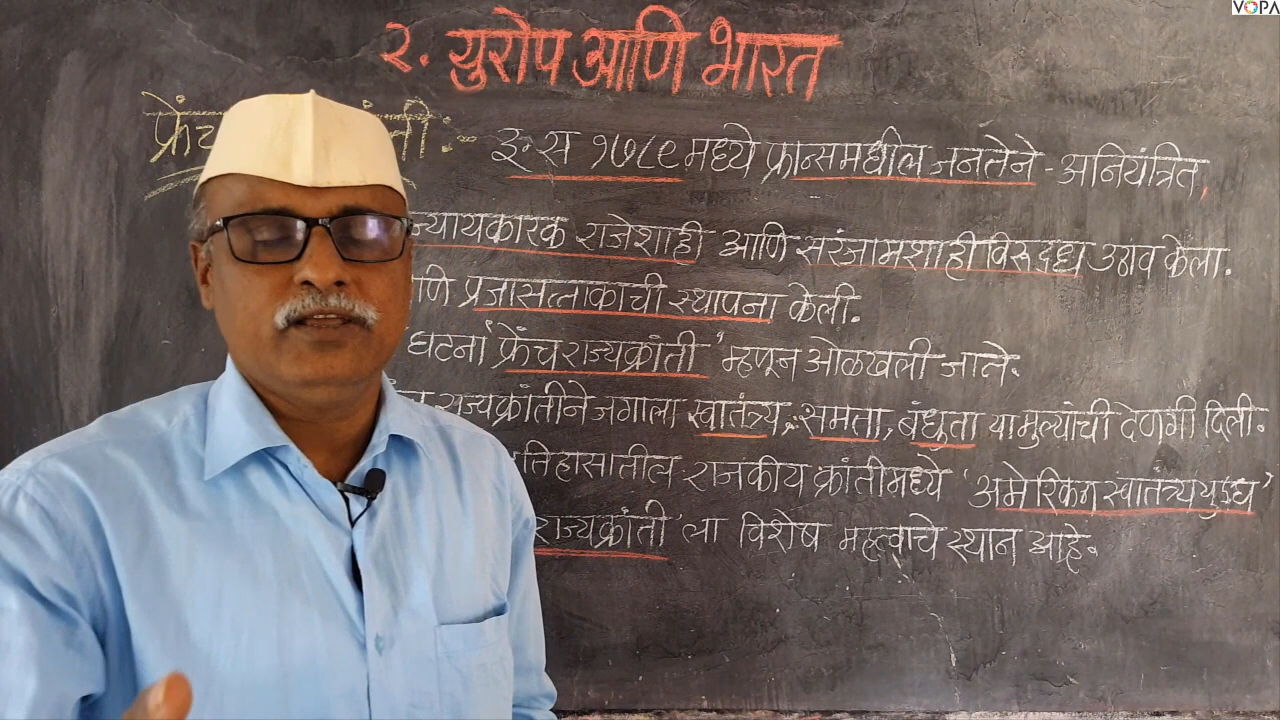 VOPA
२. युरोप आणि भारत
इ.स १७८९ मध्ये फ्रान्समधील जनतेने - अनियंत्रित,
न्यायकारक राजेशाही आणि सरंजामशाहीविरुद्ध उठाव केला.
प्रजासत्ताकाची स्थापना केली.
घटना 'फ्रेंच राज्यक्रांती' म्हणून ओळखली जाते.
राज्यक्रांतीने जगाला स्वातंत्र्य, समता, बंधुता या मुल्यांची देणगी दिली.
राजकीय क्रांतीमध्ये 'अमेरिकन स्वातंत्र्ययुद्ध'
राज्यक्रांती' ला विशेष महत्त्वाचे स्थान आहे.